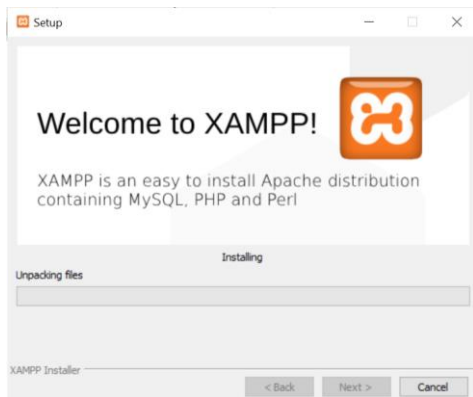 Setup
Welcome to XAMPP!
XAMPP is an easy to install Apache distribution
containing MySQL, PHP and Perl
Installing
Unpacking files
XAMPP Installer
< Back Next > Cancel